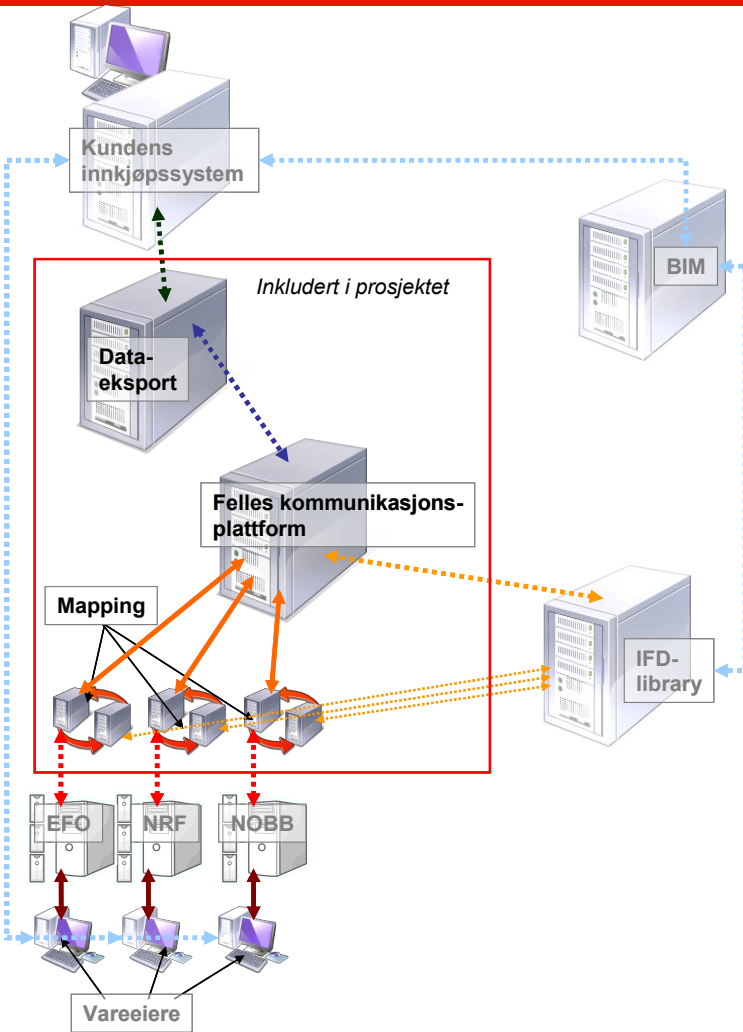 Kundens
innkjøpssystem
BIM
Inkludert i prosjektet
Data-
eksport
Felles kommunikasjons-
plattform
Mapping
IFD-
library
EFO
NRF
NOBB
Vareeiere